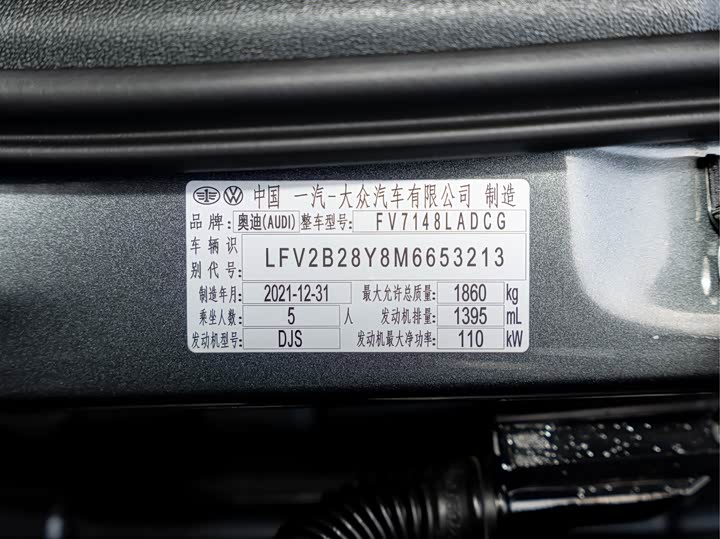 中国 一汽-大众汽车有限公司 制造
品牌: 奥迪(AUDI) 整车型号: FV7148LADCG
车辆识别代号: LFV2B28Y8M6653213
制造年月: 2021-12-31 最大允许总质量: 1860 kg
乘坐人数: 5 人 发动机排量: 1395 mL
发动机型号: DJS 发动机最大净功率: 110 kW